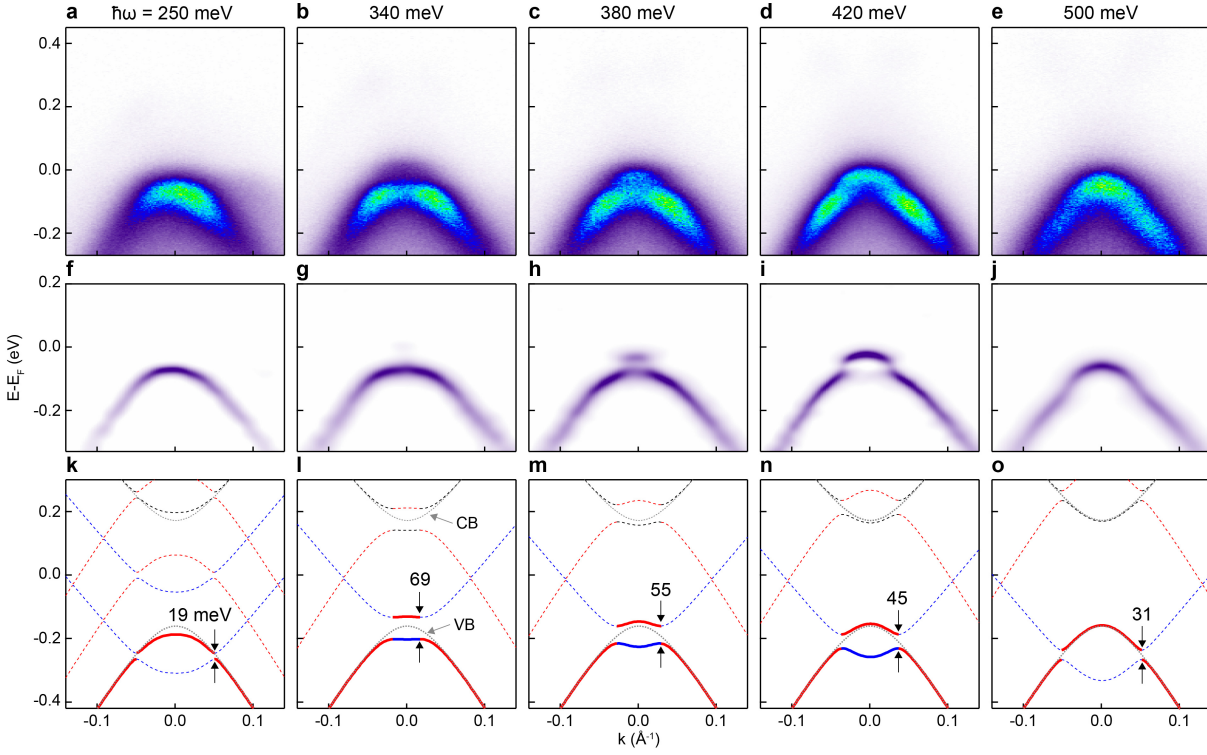 a ħω = 250 meV b 340 meV c 380 meV d 420 meV e 500 meV
0.4
0.2
0.0
-0.2
f g h i j
0.2
0.0
-0.2
E-E_F (eV)
k l m n o
0.2
0.0
-0.2
-0.4
CB
VB
19 meV
69
55
45
31
-0.1 0.0 0.1 -0.1 0.0 0.1 -0.1 0.0 0.1 -0.1 0.0 0.1 -0.1 0.0 0.1
k (Å⁻¹)